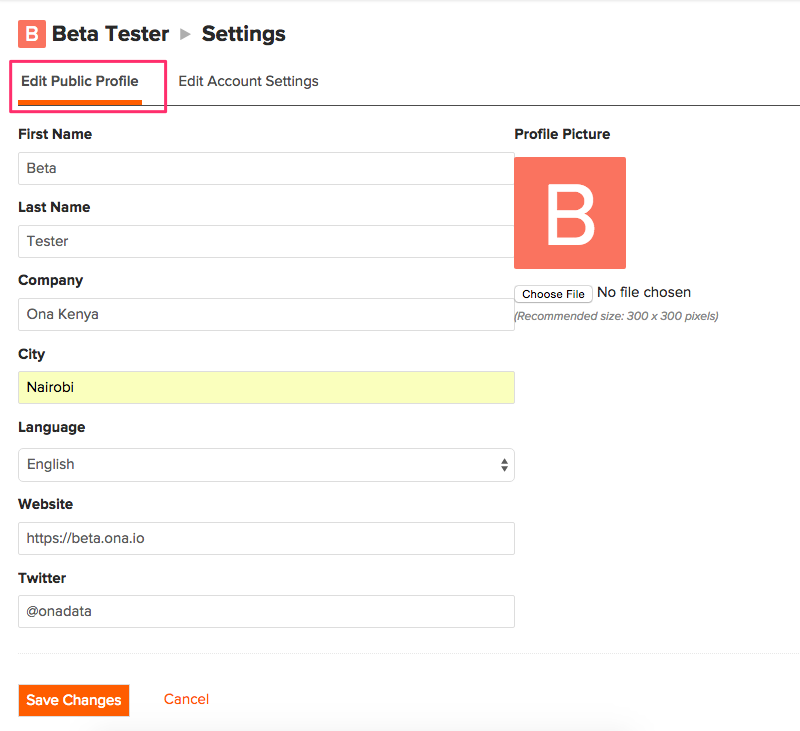 B Beta Tester ▶ Settings
Edit Public Profile Edit Account Settings
First Name
Beta
Last Name
Tester
Company
Ona Kenya
City
Nairobi
Language
English
Website
https://beta.ona.io
Twitter
@onadata
Profile Picture
B
Choose File No file chosen
(Recommended size: 300 x 300 pixels)
Save Changes Cancel